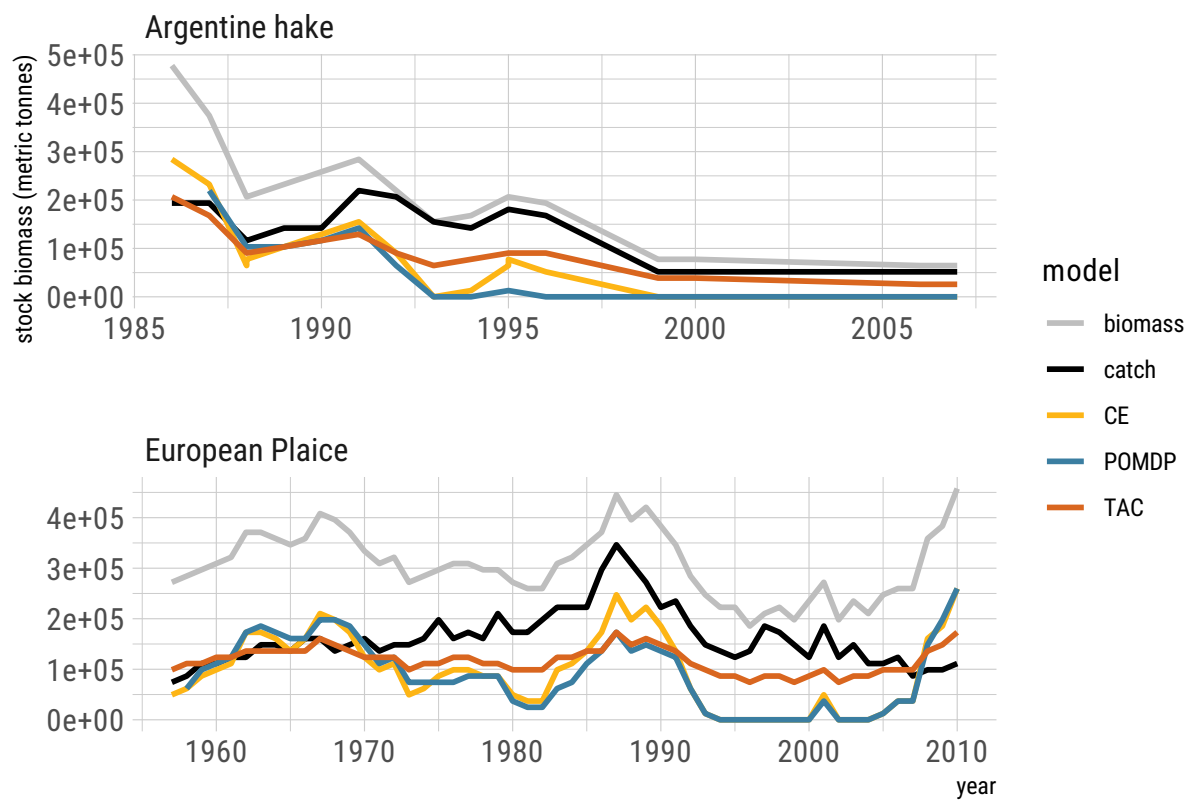 Argentine hake
stock biomass (metric tonnes)
5e+05
4e+05
3e+05
2e+05
1e+05
0e+00
1985 1990 1995 2000 2005
European Plaice
4e+05
3e+05
2e+05
1e+05
0e+00
1960 1970 1980 1990 2000 2010
year
model
biomass
catch
CE
POMDP
TAC